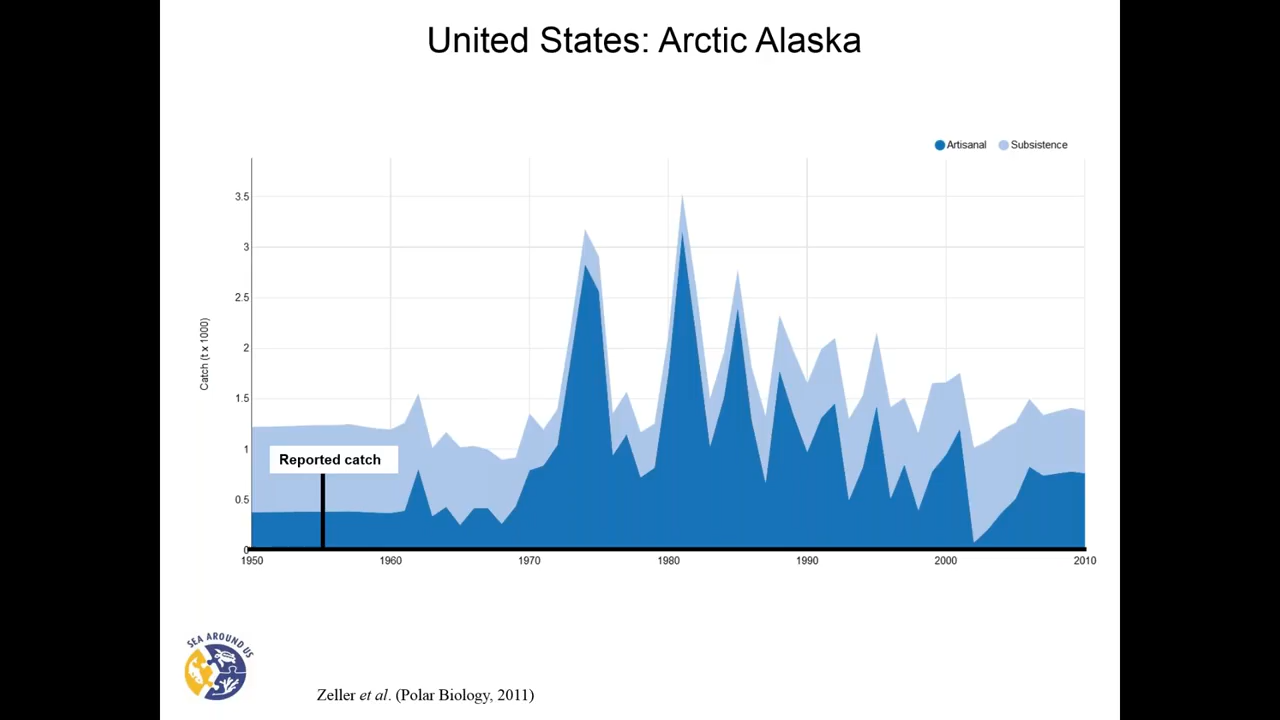 United States: Arctic Alaska
Artisanal Subsistence
3.5
3
2.5
2
1.5
1
0.5
0
Catch (t x 1000)
Reported catch
1950 1960 1970 1980 1990 2000 2010
SEA AROUND US
Zeller et al. (Polar Biology, 2011)